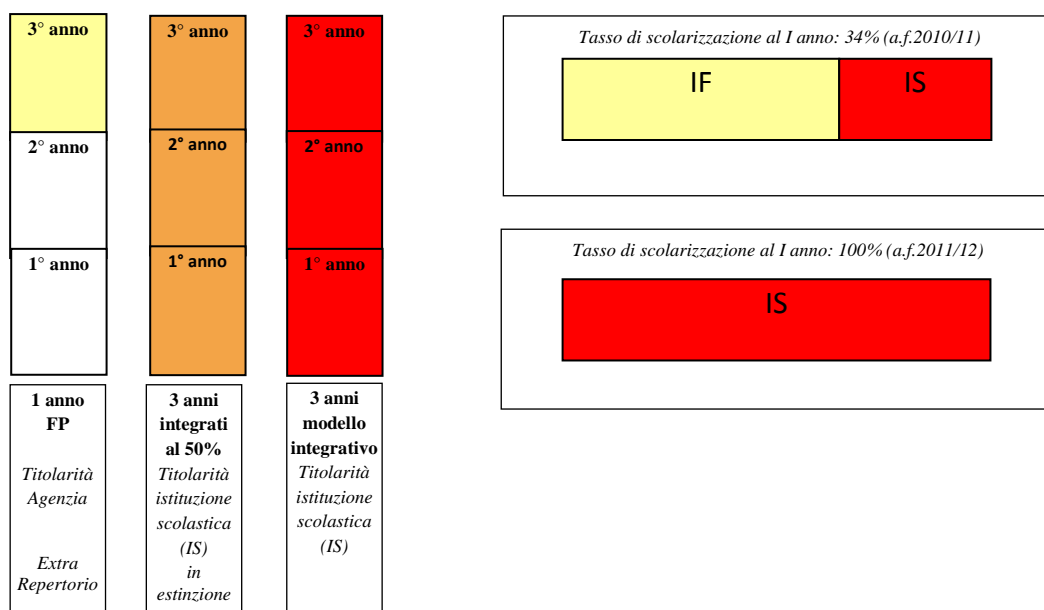 3° anno
2° anno
1° anno
1 anno
FP
Titolarità
Agenzia
Extra
Repertorio
3° anno
2° anno
1° anno
3 anni
integrati
al 50%
Titolarità
istituzione
scolastica
(IS)
in
estinzione
3° anno
2° anno
1° anno
3 anni
modello
integrativo
Titolarità
istituzione
scolastica
(IS)
Tasso di scolarizzazione al I anno: 34% (a.f.2010/11)
IF
IS
Tasso di scolarizzazione al I anno: 100% (a.f.2011/12)
IS